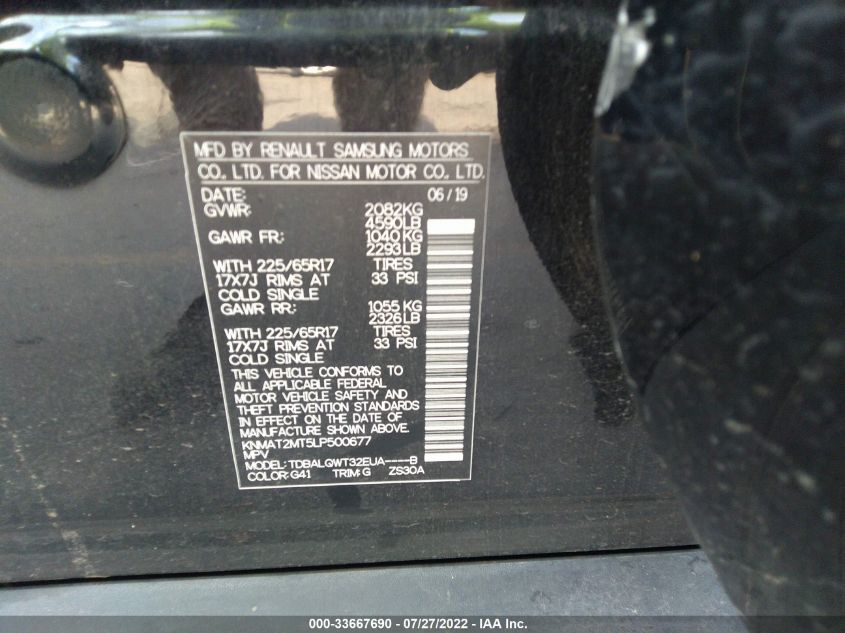 MFD BY RENAULT SAMSUNG MOTORS
CO., LTD. FOR NISSAN MOTOR CO., LTD.
DATE: 06/19
GVWR: 2082KG
4590LB
GAWR FR: 1040 KG
2293LB
WITH 225/65R17 TIRES
17X7J RIMS AT 33 PSI
COLD SINGLE
GAWR RR: 1055 KG
2326LB
WITH 225/65R17 TIRES
17X7J RIMS AT 33 PSI
COLD SINGLE
THIS VEHICLE CONFORMS TO
ALL APPLICABLE FEDERAL
MOTOR VEHICLE SAFETY AND
THEFT PREVENTION STANDARDS
IN EFFECT ON THE DATE OF
MANUFACTURE SHOWN ABOVE.
KNMAT2MT5LP500677
MPV
MODEL: TDBALGWT32EUA----B
COLOR: G41 TRIM: G ZS30A
000-33667690 - 07/27/2022 - IAA Inc.